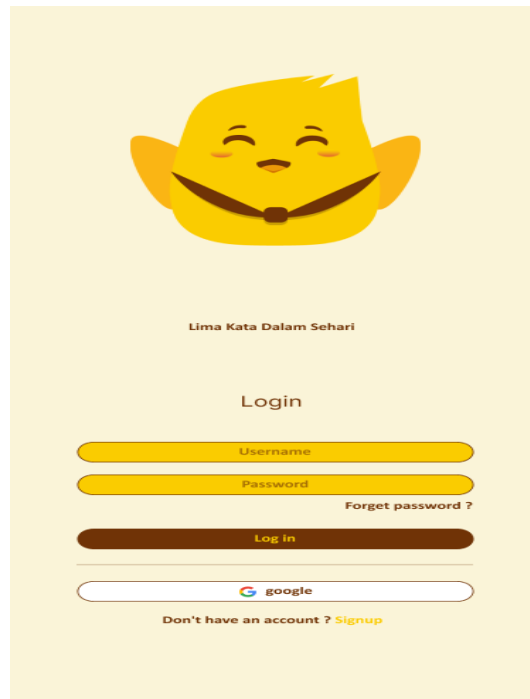 Lima Kata Dalam Sehari
Login
Username
Password
Forget password ?
Log in
google
Don't have an account ? Signup